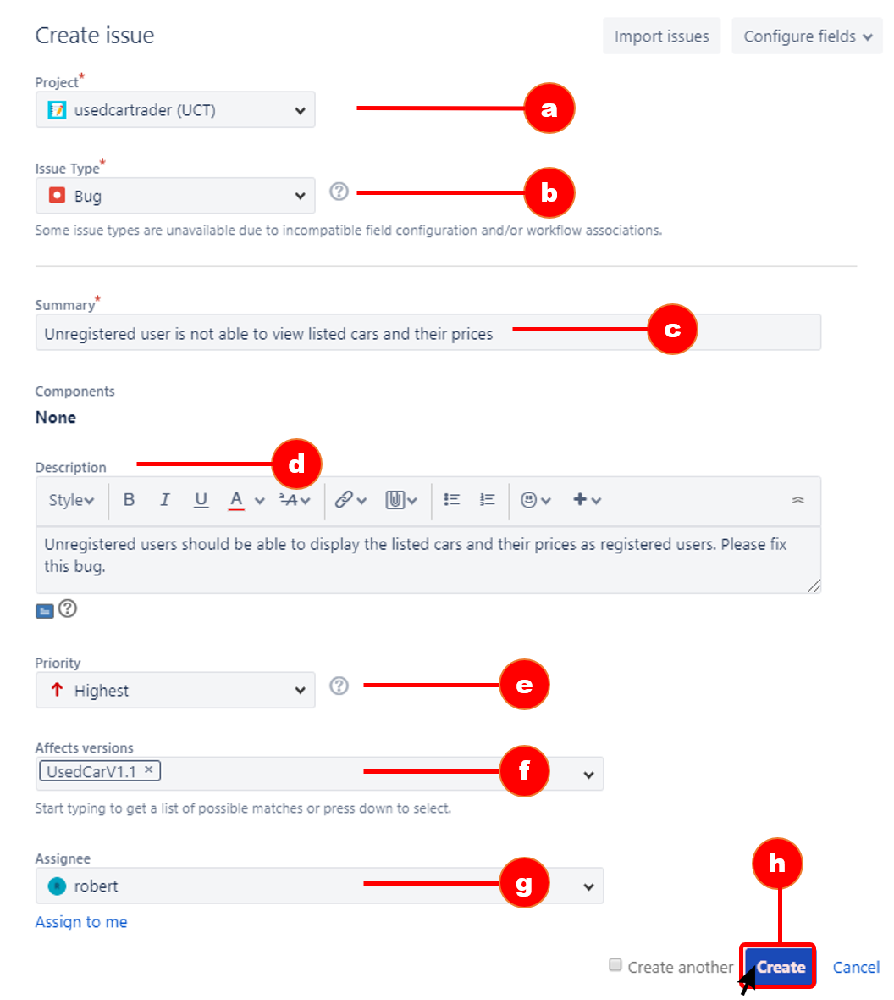 Create issue
Import issues
Configure fields
Project*
usedcartrader (UCT)
a
Issue Type*
Bug
b
Some issue types are unavailable due to incompatible field configuration and/or workflow associations.
Summary*
Unregistered user is not able to view listed cars and their prices
c
Components
None
Description
d
Style B I U A ᵃA
Unregistered users should be able to display the listed cars and their prices as registered users. Please fix
this bug.
Priority
Highest
e
Affects versions
UsedCarV1.1 ×
f
Start typing to get a list of possible matches or press down to select.
Assignee
robert
g
Assign to me
h
Create another
Create
Cancel